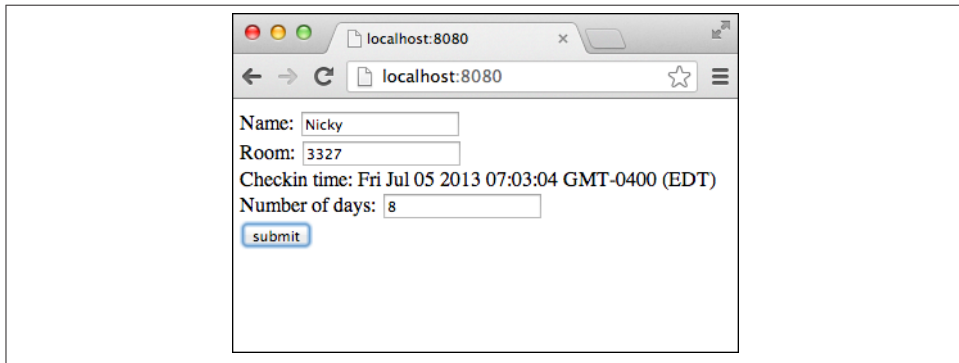 localhost:8080
localhost:8080
Name: Nicky
Room: 3327
Checkin time: Fri Jul 05 2013 07:03:04 GMT-0400 (EDT)
Number of days: 8
submit